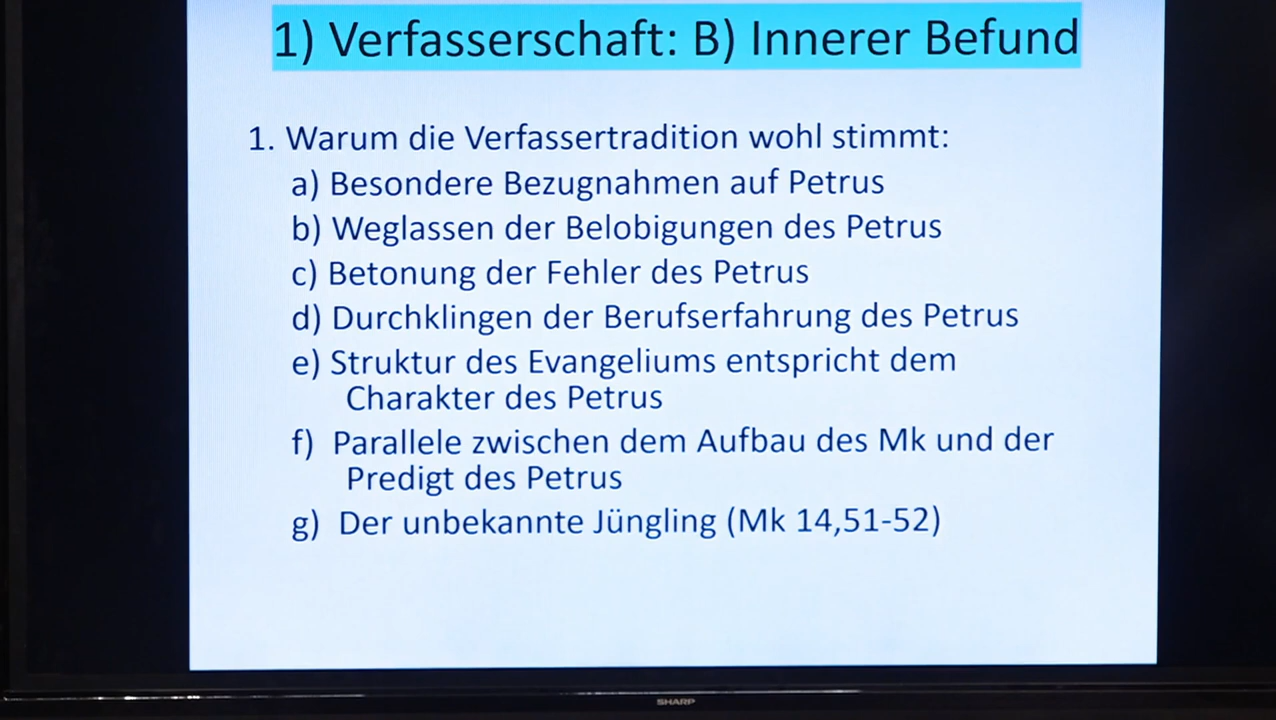 1) Verfasserschaft: B) Innerer Befund
1. Warum die Verfassertradition wohl stimmt:
a) Besondere Bezugnahmen auf Petrus
b) Weglassen der Belobigungen des Petrus
c) Betonung der Fehler des Petrus
d) Durchklingen der Berufserfahrung des Petrus
e) Struktur des Evangeliums entspricht dem
Charakter des Petrus
f) Parallele zwischen dem Aufbau des Mk und der
Predigt des Petrus
g) Der unbekannte Jüngling (Mk 14,51-52)
SHARP